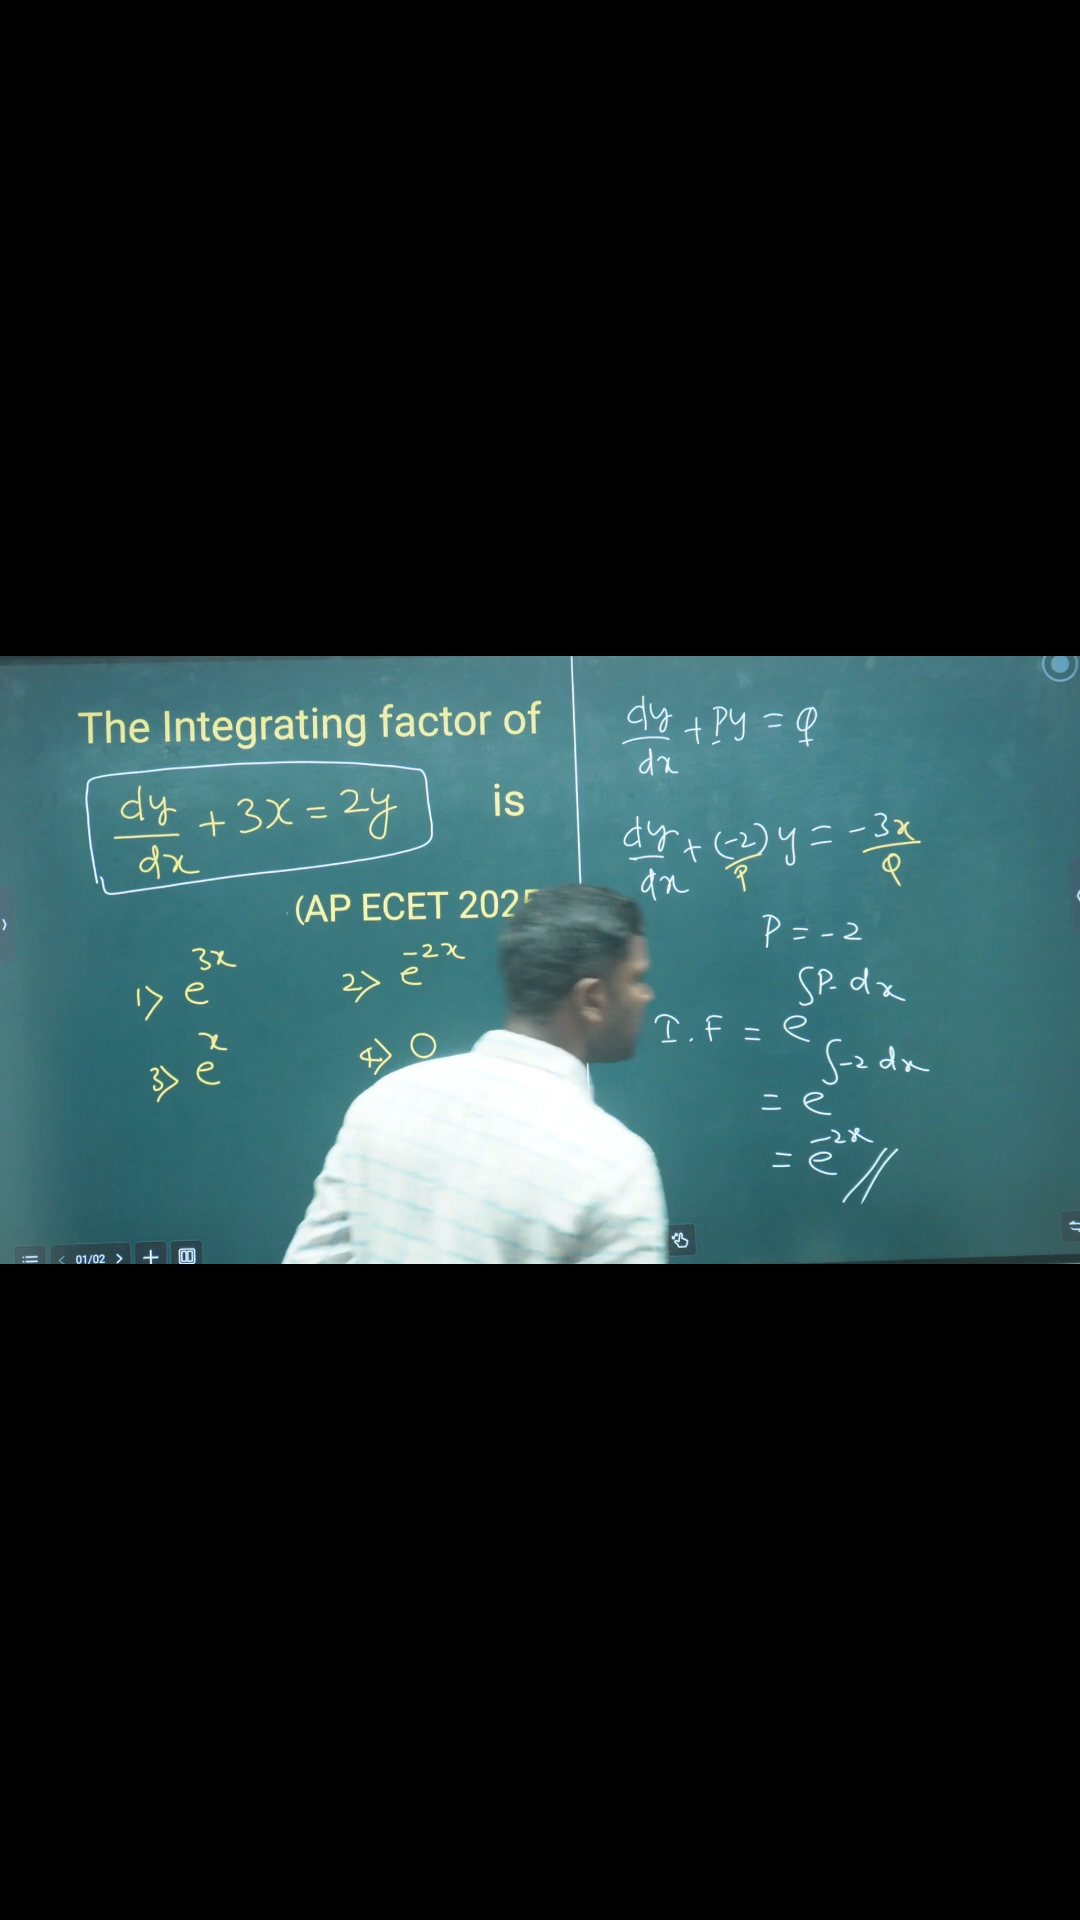 The Integrating factor of
dy/dx + 3x = 2y is
(AP ECET 202
1) e^3x 2) e^-2x
3) e^x 4) 0
dy/dx + Py = Q
dy/dx + (-2) y = -3x
P Q
P = -2
I.F = e^∫P. dx
= e^∫-2 dx
= e^-2x //
01/02